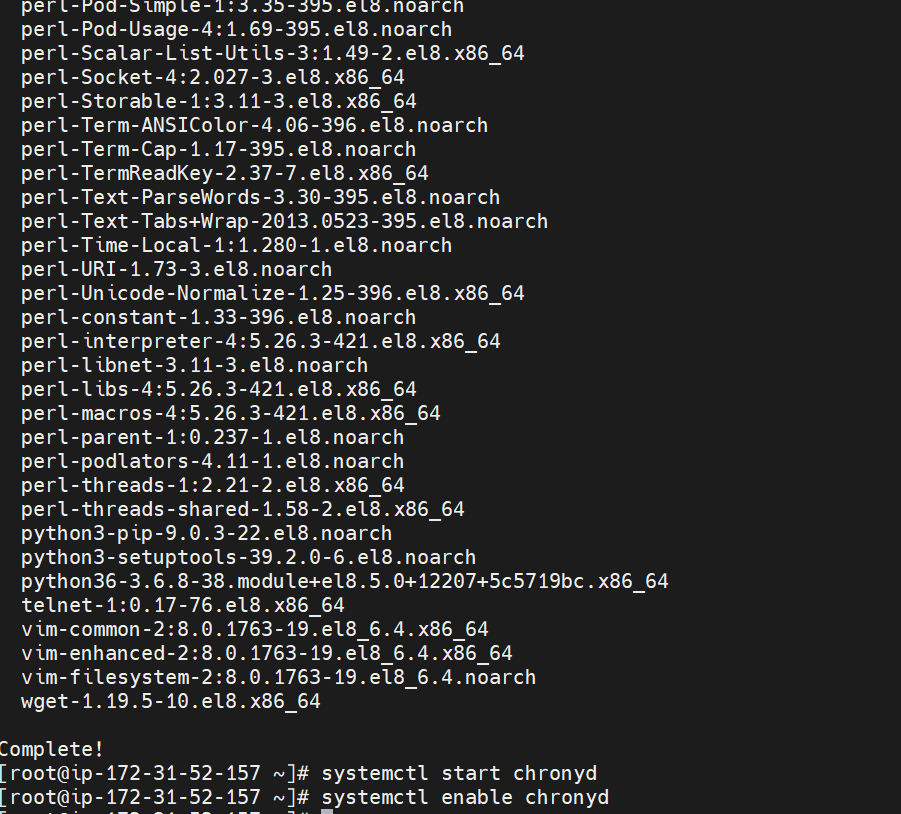 perl-Pod-Simple-1:3.35-395.el8.noarch
perl-Pod-Usage-4:1.69-395.el8.noarch
perl-Scalar-List-Utils-3:1.49-2.el8.x86_64
perl-Socket-4:2.027-3.el8.x86_64
perl-Storable-1:3.11-3.el8.x86_64
perl-Term-ANSIColor-4.06-396.el8.noarch
perl-Term-Cap-1.17-395.el8.noarch
perl-TermReadKey-2.37-7.el8.x86_64
perl-Text-ParseWords-3.30-395.el8.noarch
perl-Text-Tabs+Wrap-2013.0523-395.el8.noarch
perl-Time-Local-1:1.280-1.el8.noarch
perl-URI-1.73-3.el8.noarch
perl-Unicode-Normalize-1.25-396.el8.x86_64
perl-constant-1.33-396.el8.noarch
perl-interpreter-4:5.26.3-421.el8.x86_64
perl-libnet-3.11-3.el8.noarch
perl-libs-4:5.26.3-421.el8.x86_64
perl-macros-4:5.26.3-421.el8.x86_64
perl-parent-1:0.237-1.el8.noarch
perl-podlators-4.11-1.el8.noarch
perl-threads-1:2.21-2.el8.x86_64
perl-threads-shared-1.58-2.el8.x86_64
python3-pip-9.0.3-22.el8.noarch
python3-setuptools-39.2.0-6.el8.noarch
python36-3.6.8-38.module+el8.5.0+12207+5c5719bc.x86_64
telnet-1:0.17-76.el8.x86_64
vim-common-2:8.0.1763-19.el8_6.4.x86_64
vim-enhanced-2:8.0.1763-19.el8_6.4.x86_64
vim-filesystem-2:8.0.1763-19.el8_6.4.noarch
wget-1.19.5-10.el8.x86_64
Complete!
[root@ip-172-31-52-157 ~]# systemctl start chronyd
[root@ip-172-31-52-157 ~]# systemctl enable chronyd